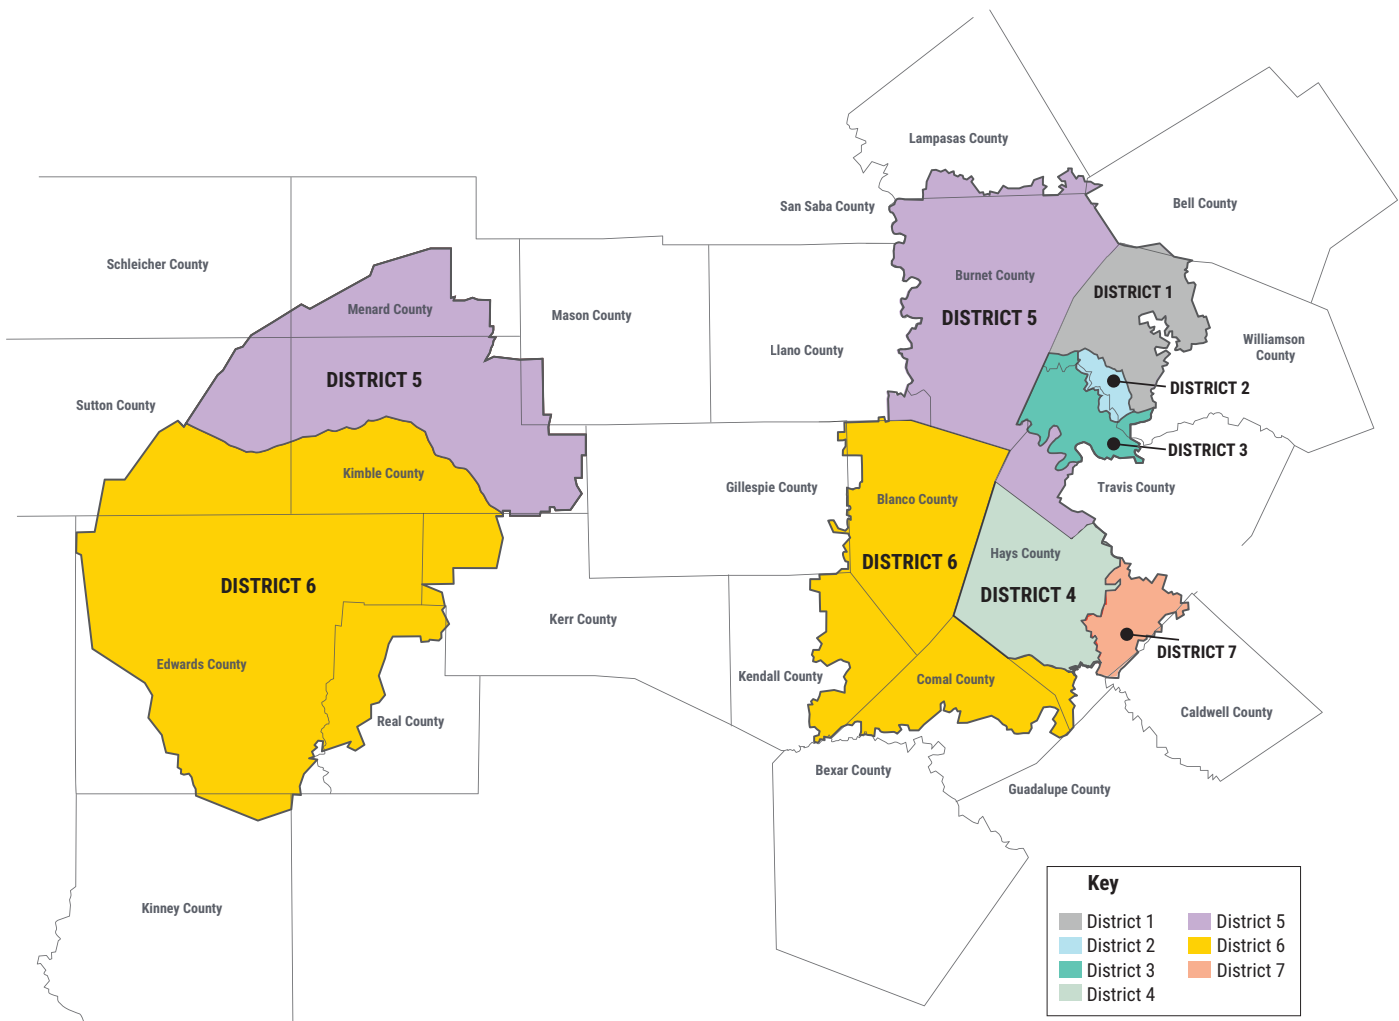 Lampasas County
San Saba County
Bell County
Schleicher County
Burnet County
DISTRICT 1
Menard County
Mason County
DISTRICT 5
Williamson
County
Llano County
DISTRICT 5
DISTRICT 2
Sutton County
DISTRICT 3
Kimble County
Gillespie County
Travis County
Blanco County
Hays County
DISTRICT 6
DISTRICT 6
DISTRICT 4
Kerr County
DISTRICT 7
Edwards County
Kendall County
Comal County
Real County
Caldwell County
Bexar County
Guadalupe County
Kinney County
Key
District 1
District 2
District 3
District 4
District 5
District 6
District 7